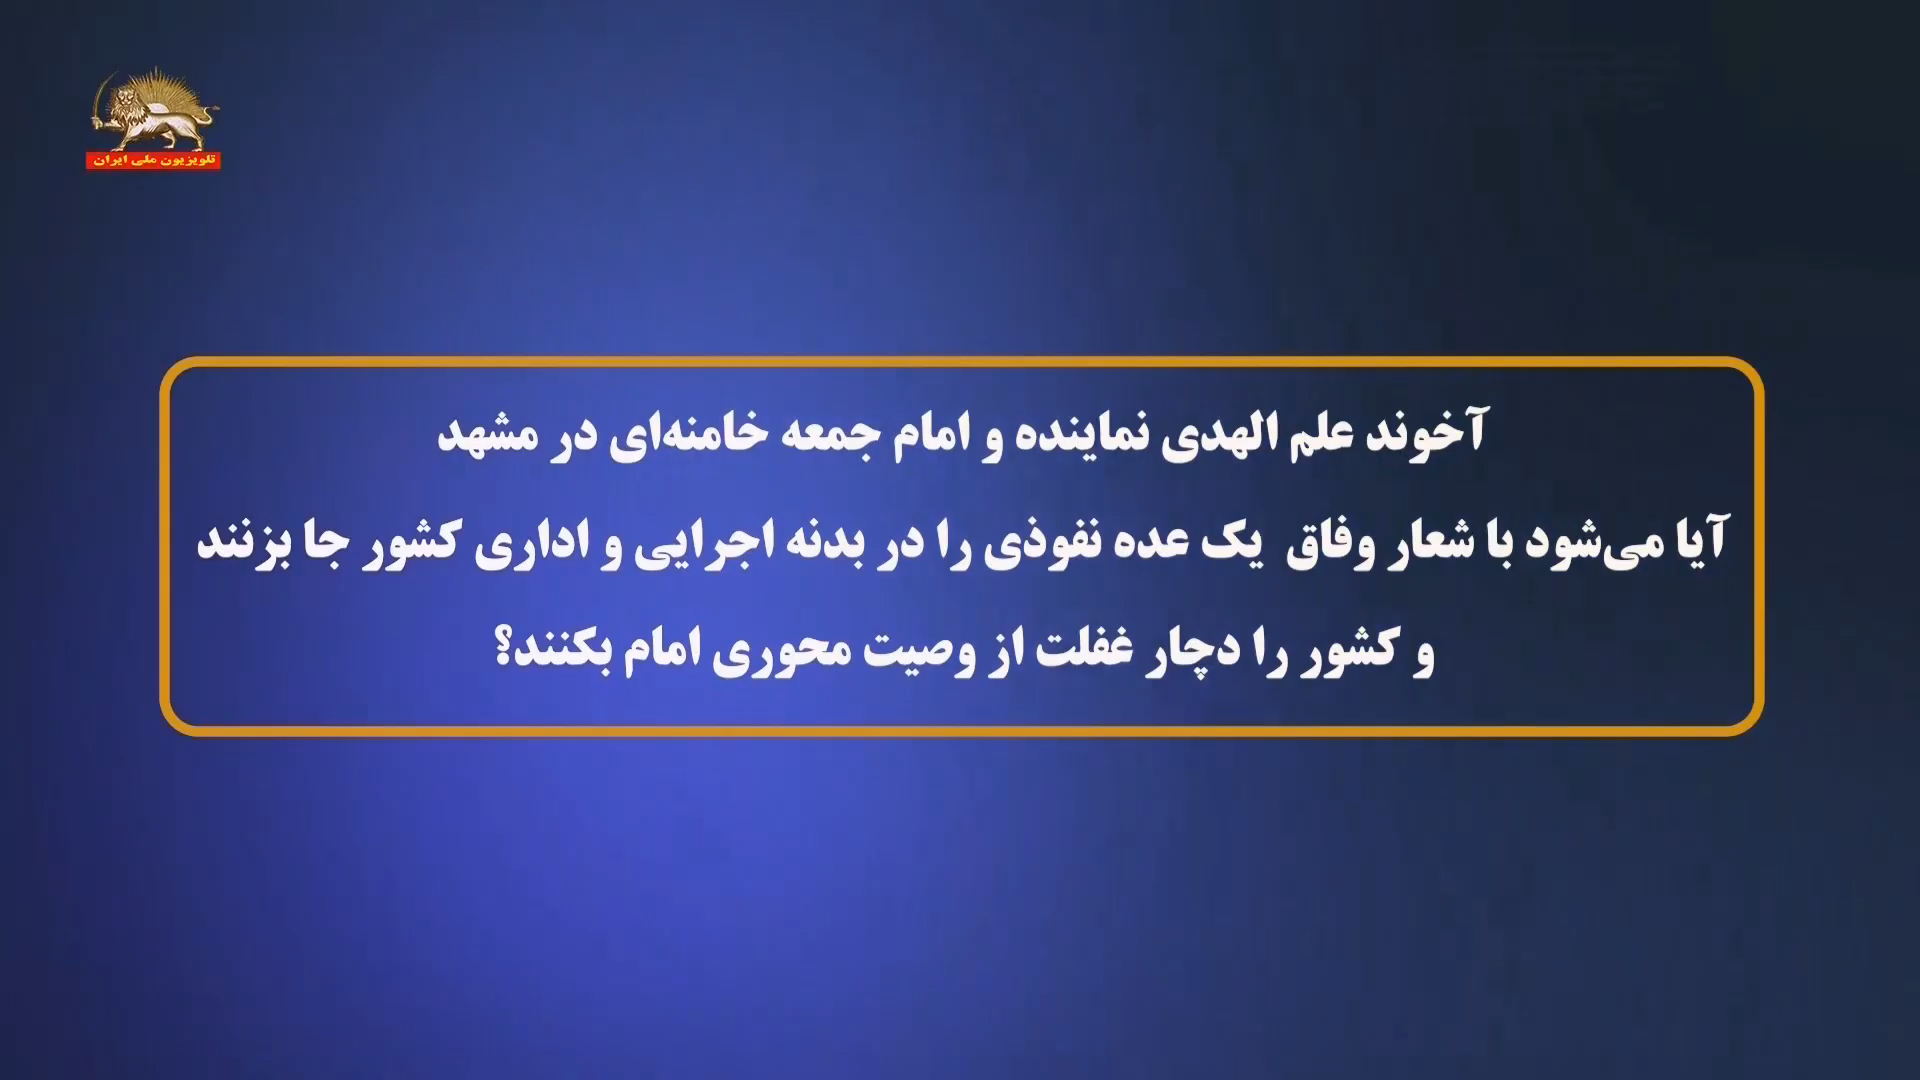 تلویزیون ملی ایران
آخوند علم الهدی نماینده و امام جمعه خامنه‌ای در مشهد
آیا می‌شود با شعار وفاق یک عده نفوذی را در بدنه اجرایی و اداری کشور جا بزنند
و کشور را دچار غفلت از وصیت محوری امام بکنند؟